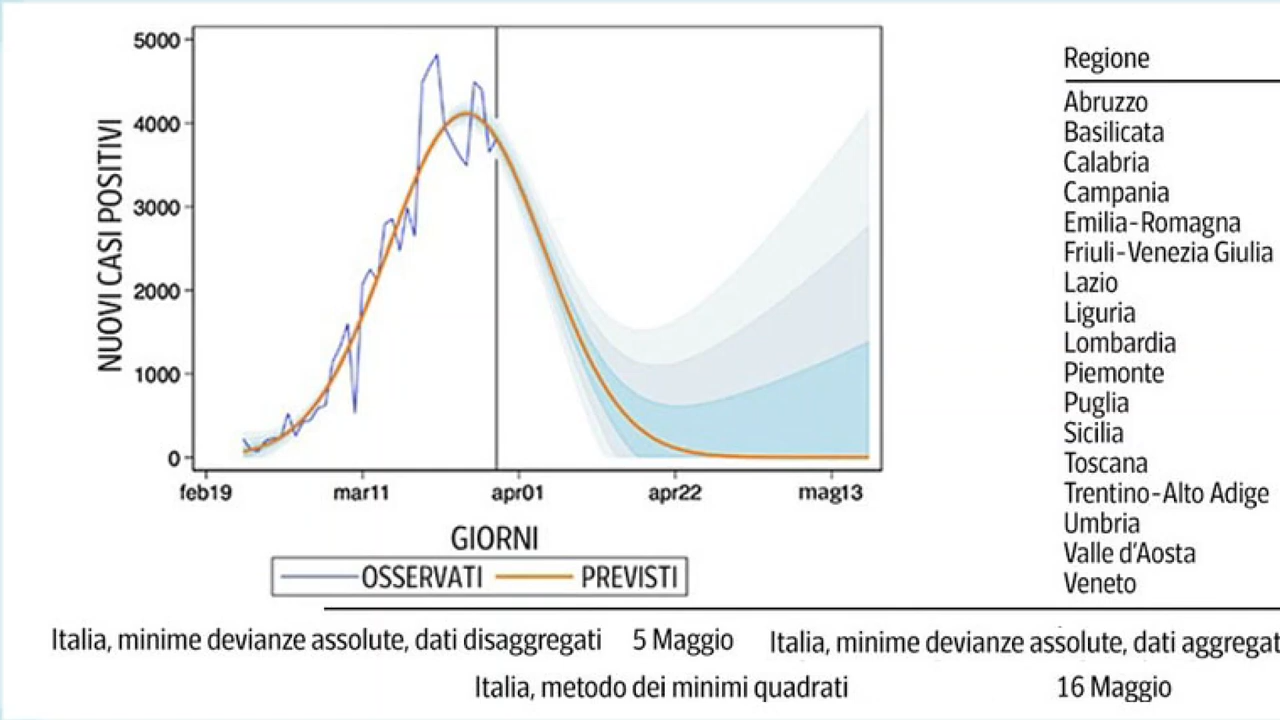 5000
4000
3000
2000
1000
0
NUOVI CASI POSITIVI
feb19 mar11 apr01 apr22 mag13
GIORNI
OSSERVATI PREVISTI
Regione
Abruzzo
Basilicata
Calabria
Campania
Emilia-Romagna
Friuli-Venezia Giulia
Lazio
Liguria
Lombardia
Piemonte
Puglia
Sicilia
Toscana
Trentino-Alto Adige
Umbria
Valle d'Aosta
Veneto
Italia, minime devianze assolute, dati disaggregati 5 Maggio Italia, minime devianze assolute, dati aggregat
Italia, metodo dei minimi quadrati 16 Maggio